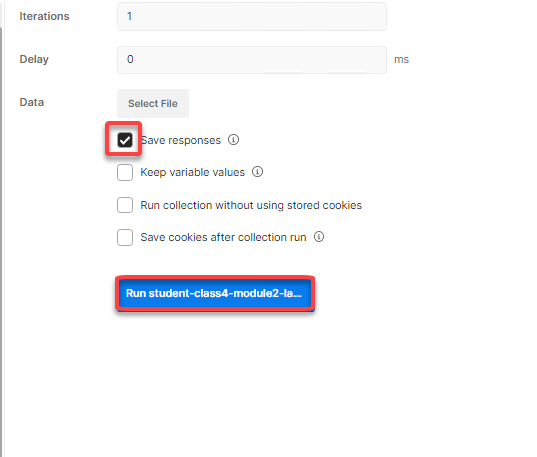 Iterations
1
Delay
0
ms
Data
Select File
Save responses
Keep variable values
Run collection without using stored cookies
Save cookies after collection run
Run student-class4-module2-la...